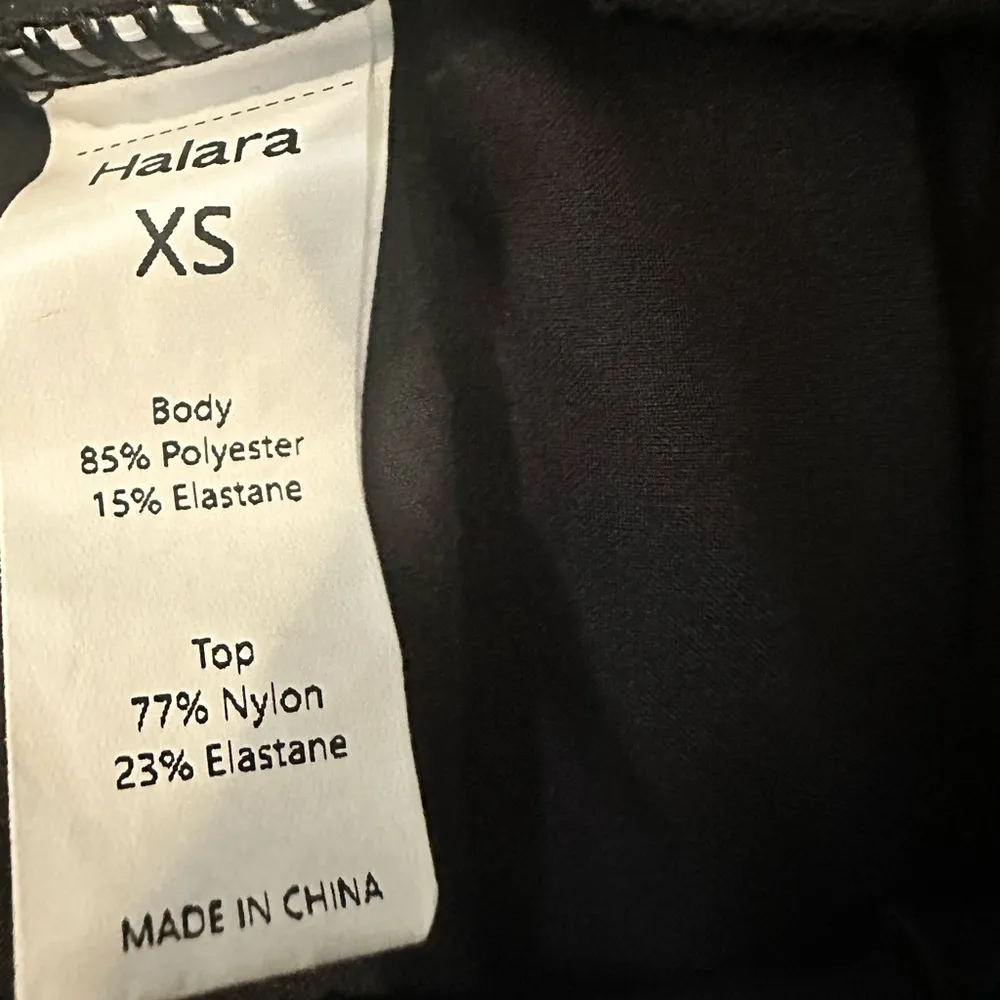 Halara
XS
Body
85% Polyester
15% Elastane
Top
77% Nylon
23% Elastane
MADE IN CHINA